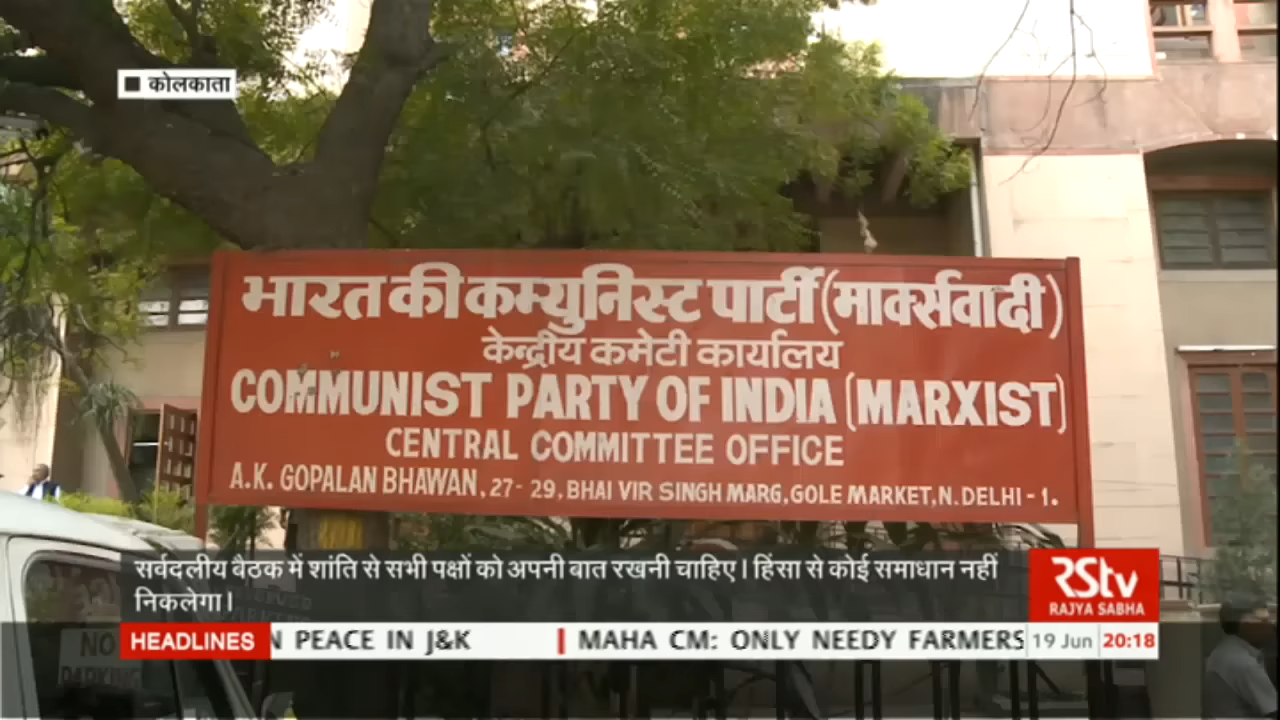 कोलकाता
भारत की कम्युनिस्ट पार्टी (मार्क्सवादी)
केन्द्रीय कमेटी कार्यालय
COMMUNIST PARTY OF INDIA (MARXIST)
CENTRAL COMMITTEE OFFICE
A.K. GOPALAN BHAWAN, 27-29, BHAI VIR SINGH MARG, GOLE MARKET, N. DELHI-1.
सर्वदलीय बैठक में शांति से सभी पक्षों को अपनी बात रखनी चाहिए। हिंसा से कोई समाधान नहीं
निकलेगा।
RStv
RAJYA SABHA
NO
PARKING
HEADLINES N PEACE IN J&K | MAHA CM: ONLY NEEDY FARMERS 19 Jun 20:18